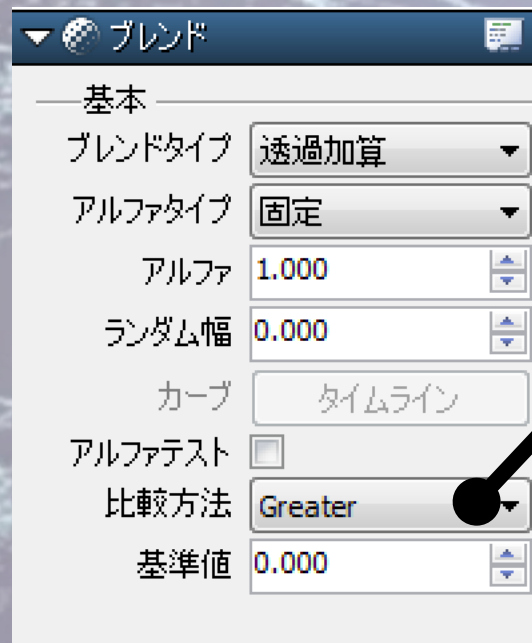 ブレンド
基本
ブレンドタイプ 透過加算
アルファタイプ 固定
アルファ 1.000
ランダム幅 0.000
カーブ タイムライン
アルファテスト
比較方法 Greater
基準値 0.000